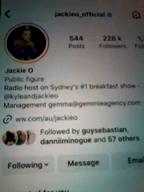 jackieo_official
544 228k
Posts Followers
Jackie O
Public figure
Radio host on Sydney's #1 breakfast show -
@kyleandjackieo
Management gemma@gemmieagency.com
ww.com/au/jackieo
Followed by guysebastian,
danniiminogue and 57 others
Following Message Email